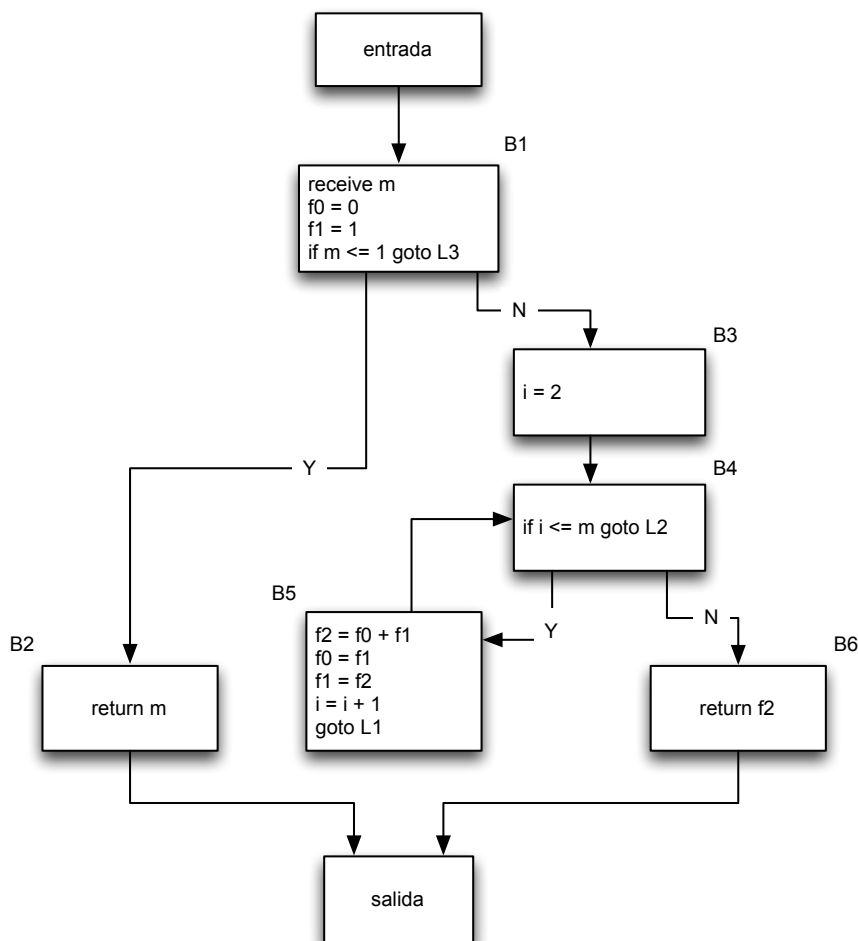 entrada
B1
receive m
f0 = 0
f1 = 1
if m <= 1 goto L3
N
B3
i = 2
Y
B4
if i <= m goto L2
B5
f2 = f0 + f1
f0 = f1
f1 = f2
i = i + 1
goto L1
Y
N
B2
return m
B6
return f2
salida